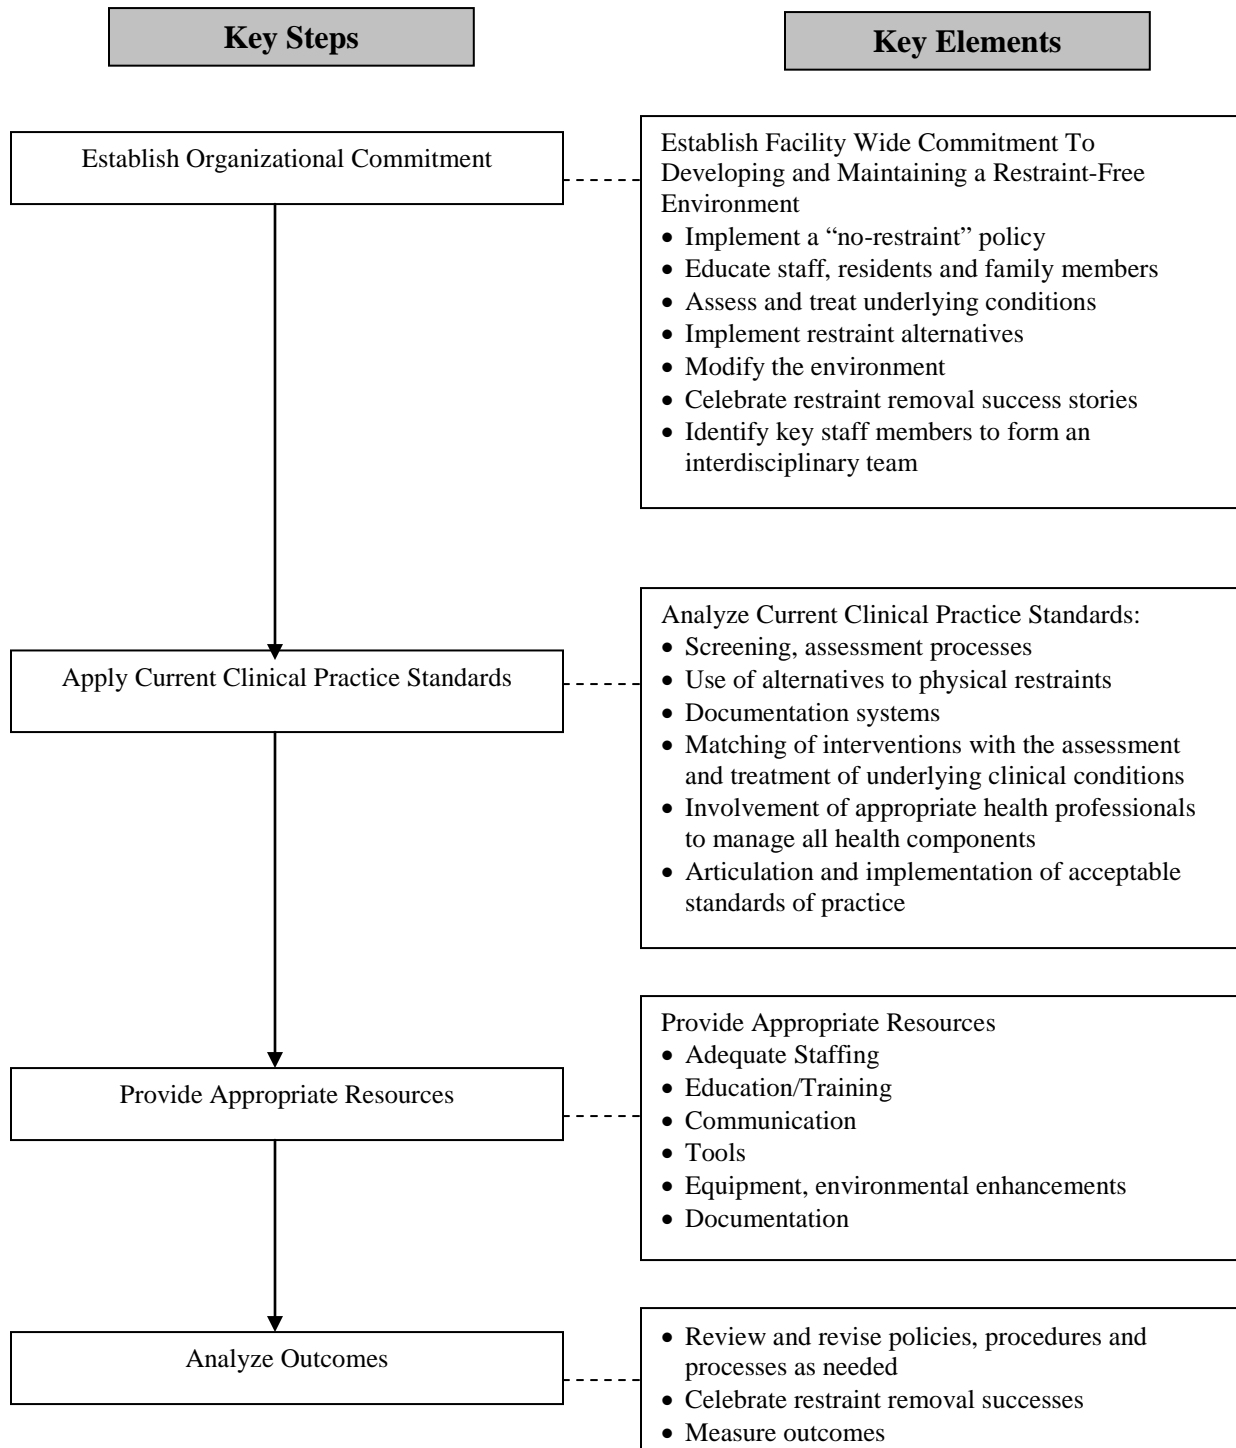 Key Steps
Key Elements
Establish Organizational Commitment
Establish Facility Wide Commitment To
Developing and Maintaining a Restraint-Free
Environment
• Implement a “no-restraint” policy
• Educate staff, residents and family members
• Assess and treat underlying conditions
• Implement restraint alternatives
• Modify the environment
• Celebrate restraint removal success stories
• Identify key staff members to form an
interdisciplinary team
Apply Current Clinical Practice Standards
Analyze Current Clinical Practice Standards:
• Screening, assessment processes
• Use of alternatives to physical restraints
• Documentation systems
• Matching of interventions with the assessment
and treatment of underlying clinical conditions
• Involvement of appropriate health professionals
to manage all health components
• Articulation and implementation of acceptable
standards of practice
Provide Appropriate Resources
Provide Appropriate Resources
• Adequate Staffing
• Education/Training
• Communication
• Tools
• Equipment, environmental enhancements
• Documentation
Analyze Outcomes
• Review and revise policies, procedures and
processes as needed
• Celebrate restraint removal successes
• Measure outcomes